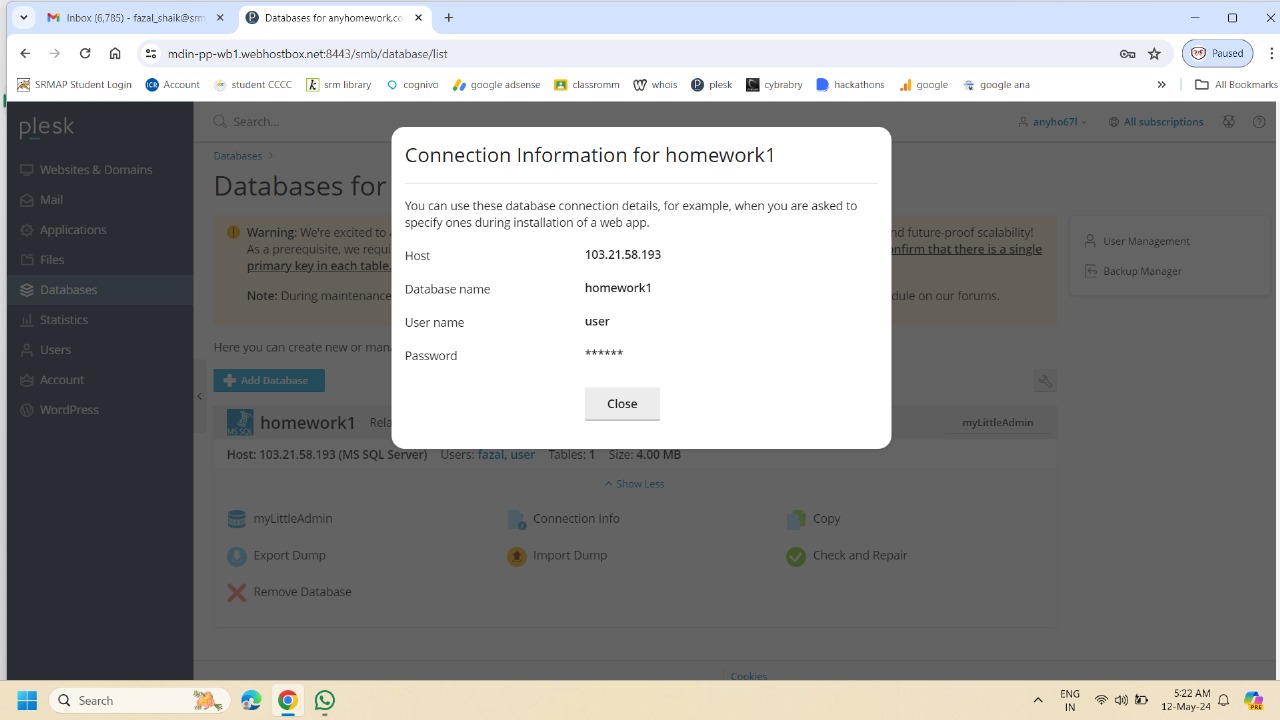 Inbox (6,785) - fazal_shaik@srm
Databases for anyhomework.co
mdin-pp-wb1.webhostbox.net:8443/smb/database/list
Paused
SRMAP Student Login
Account
student CCCC
srm library
cognivo
google adsense
classromm
whois
plesk
cybrabry
hackathons
google
google ana
All Bookmarks
plesk
Search...
anyho67l
All subscriptions
Websites & Domains
Mail
Applications
Files
Databases
Statistics
Users
Account
WordPress
Databases
Databases for
Warning: We're excited to
nd future-proof scalability!
As a prerequisite, we requi
onfirm that there is a single
primary key in each table.
Note: During maintenance
dule on our forums.
User Management
Backup Manager
Here you can create new or man
Add Database
MS SQL
homework1
Rela
myLittleAdmin
Host: 103.21.58.193 (MS SQL Server) Users: fazal, user Tables: 1 Size: 4.00 MB
Show Less
myLittleAdmin
Connection Info
Copy
Export Dump
Import Dump
Check and Repair
Remove Database
Cookies
Connection Information for homework1
You can use these database connection details, for example, when you are asked to
specify ones during installation of a web app.
Host 103.21.58.193
Database name homework1
User name user
Password ******
Close
Search
ENG
IN
5:22 AM
12-May-24
PRE